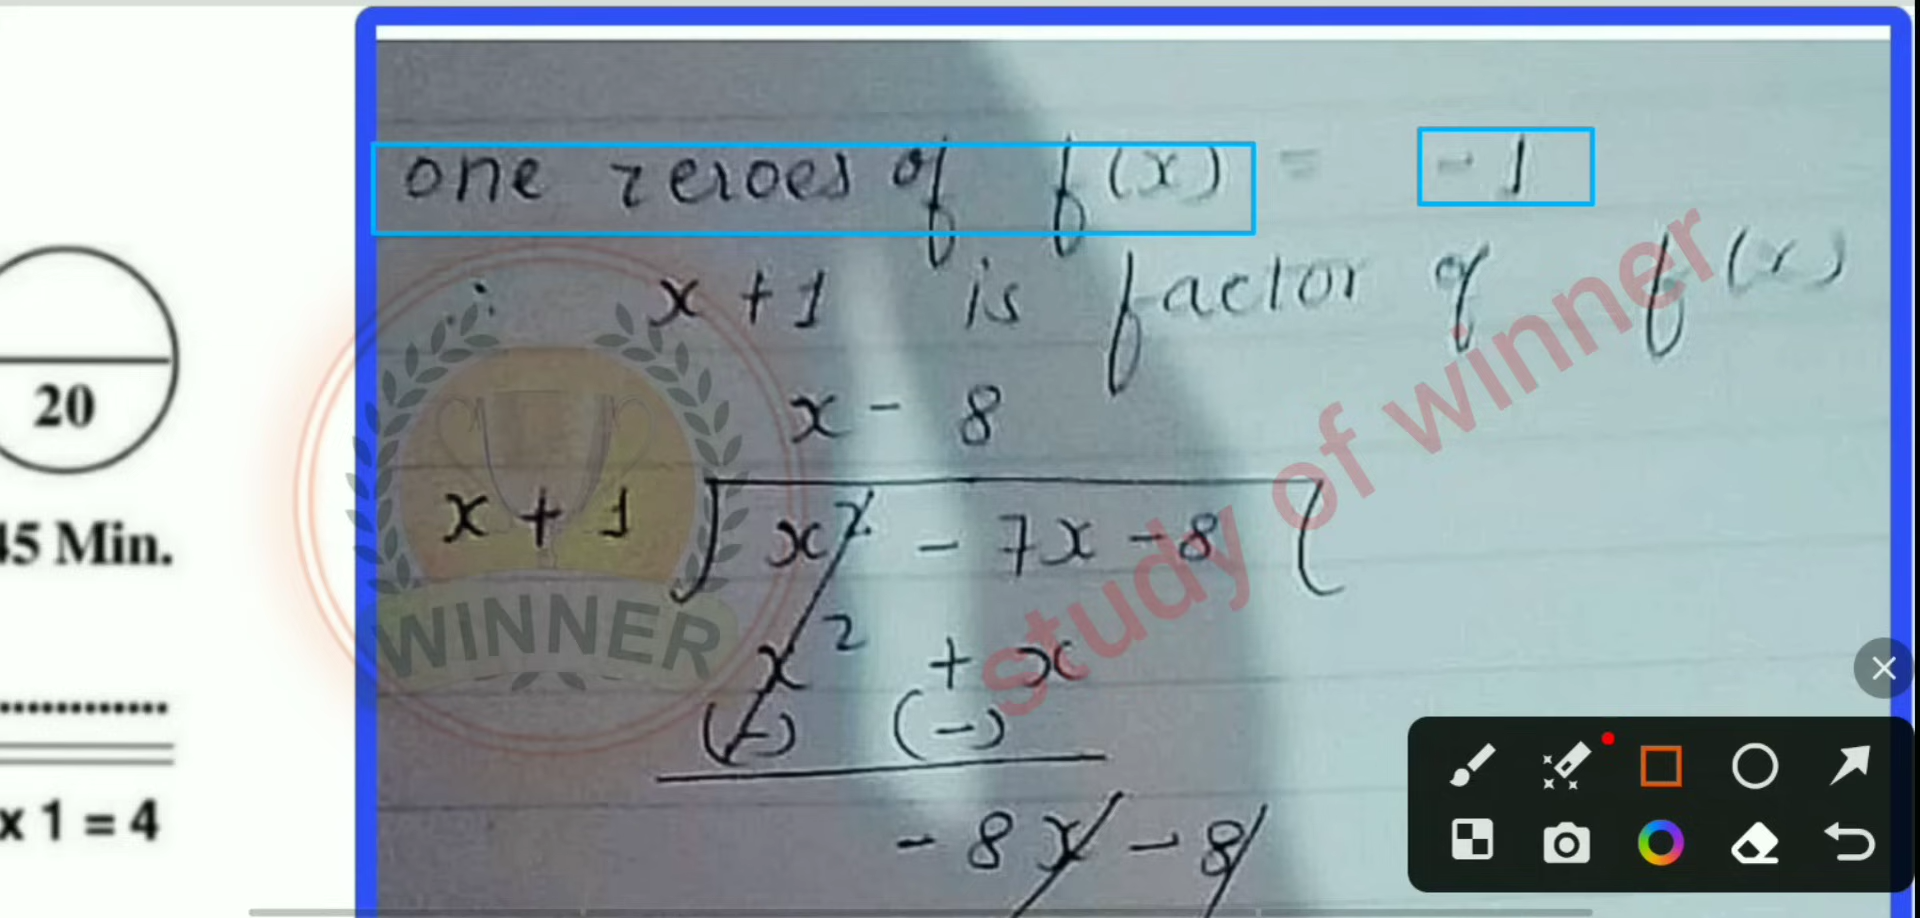 one zeroes of f(x) = -1
∴ x + 1 is factor of f(x)
x - 8
x + 1 ) x² - 7x - 8 (
x² + x
(-) (-)
- 8x - 8
20
45 Min.
x 1 = 4
WINNER
study of winner